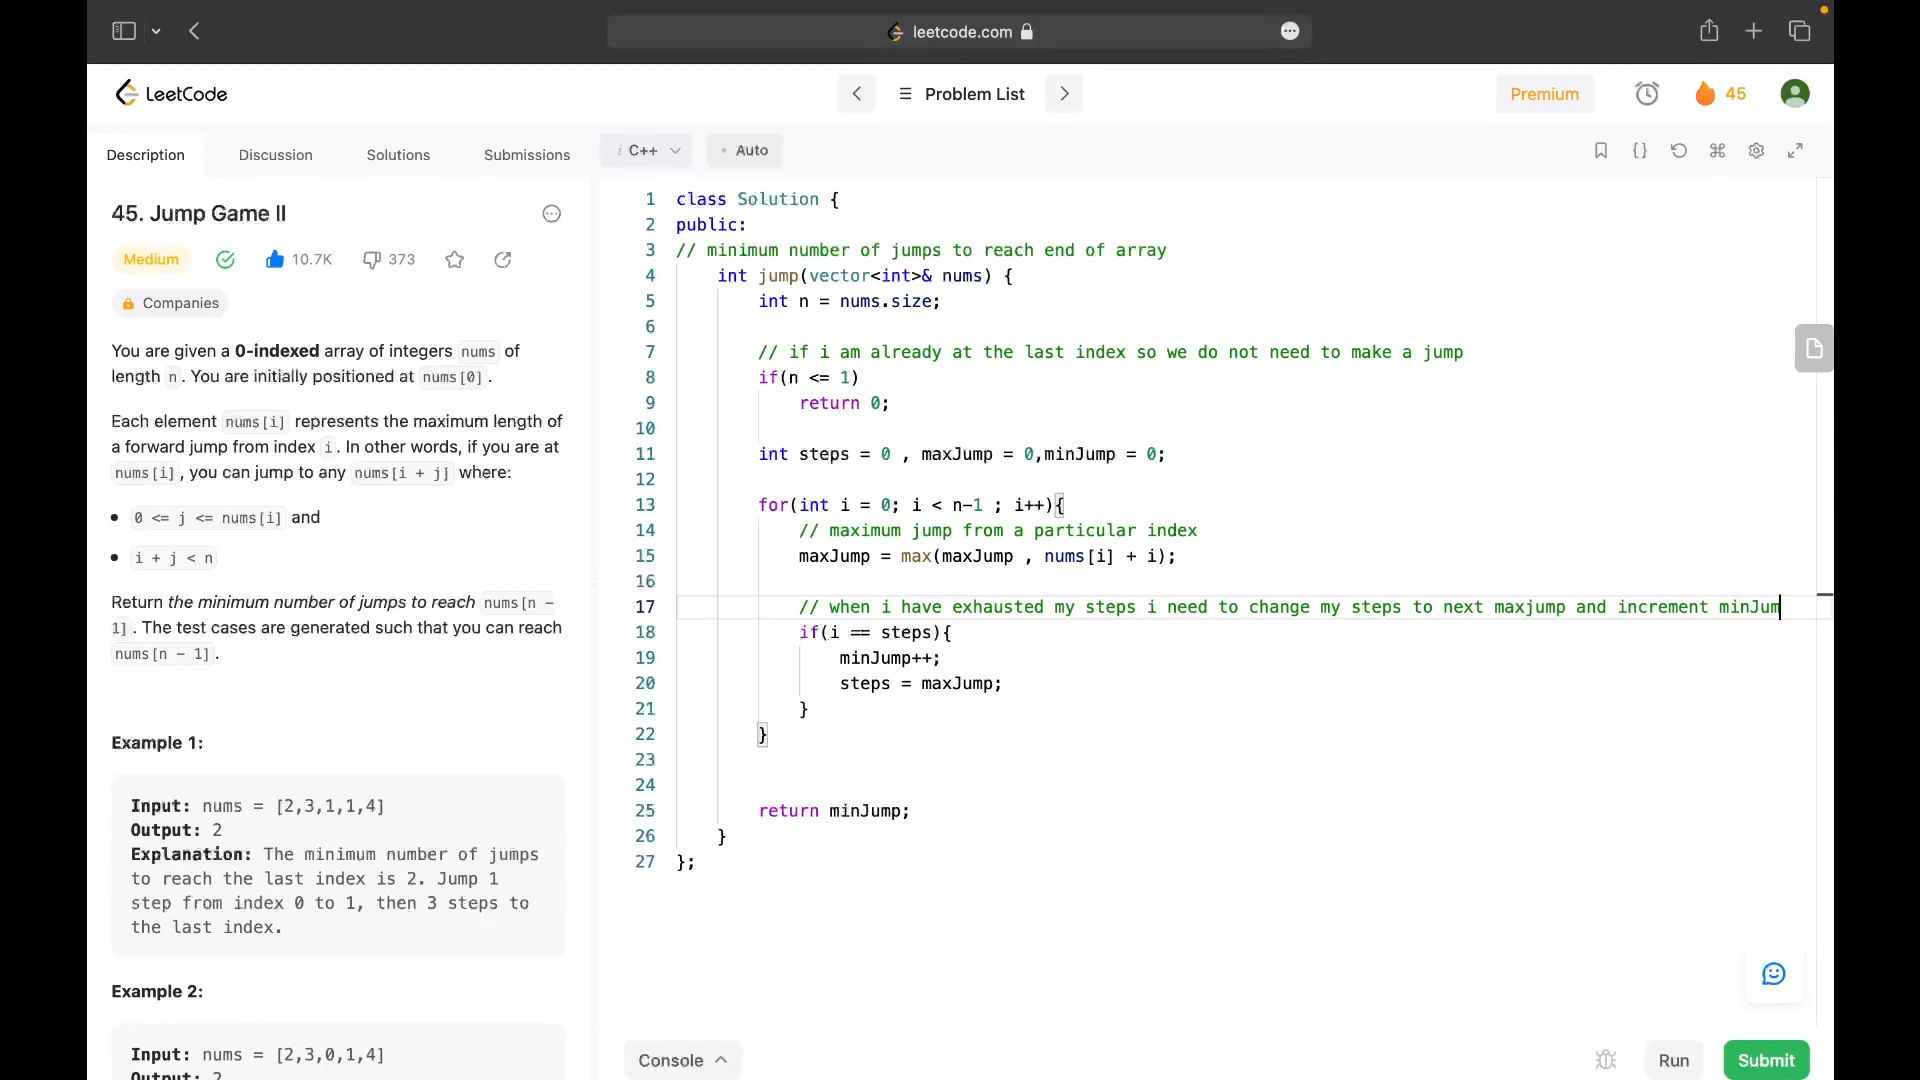 leetcode.com
LeetCode
Problem List
Premium
45
Description
Discussion
Solutions
Submissions
i C++
Auto
45. Jump Game II
Medium
10.7K
373
Companies
You are given a 0-indexed array of integers nums of
length n. You are initially positioned at nums[0].
Each element nums[i] represents the maximum length of
a forward jump from index i. In other words, if you are at
nums[i], you can jump to any nums[i + j] where:
• 0 <= j <= nums[i] and
• i + j < n
Return the minimum number of jumps to reach nums[n -
1]. The test cases are generated such that you can reach
nums[n - 1].
Example 1:
Input: nums = [2,3,1,1,4]
Output: 2
Explanation: The minimum number of jumps
to reach the last index is 2. Jump 1
step from index 0 to 1, then 3 steps to
the last index.
Example 2:
Input: nums = [2,3,0,1,4]
Output: 2
1 class Solution {
2 public:
3 // minimum number of jumps to reach end of array
4 int jump(vector<int>& nums) {
5 int n = nums.size;
6
7 // if i am already at the last index so we do not need to make a jump
8 if(n <= 1)
9 return 0;
10
11 int steps = 0 , maxJump = 0,minJump = 0;
12
13 for(int i = 0; i < n-1 ; i++){
14 // maximum jump from a particular index
15 maxJump = max(maxJump , nums[i] + i);
16
17 // when i have exhausted my steps i need to change my steps to next maxjump and increment minJum
18 if(i == steps){
19 minJump++;
20 steps = maxJump;
21 }
22 }
23
24
25 return minJump;
26 }
27 };
Console
Run
Submit